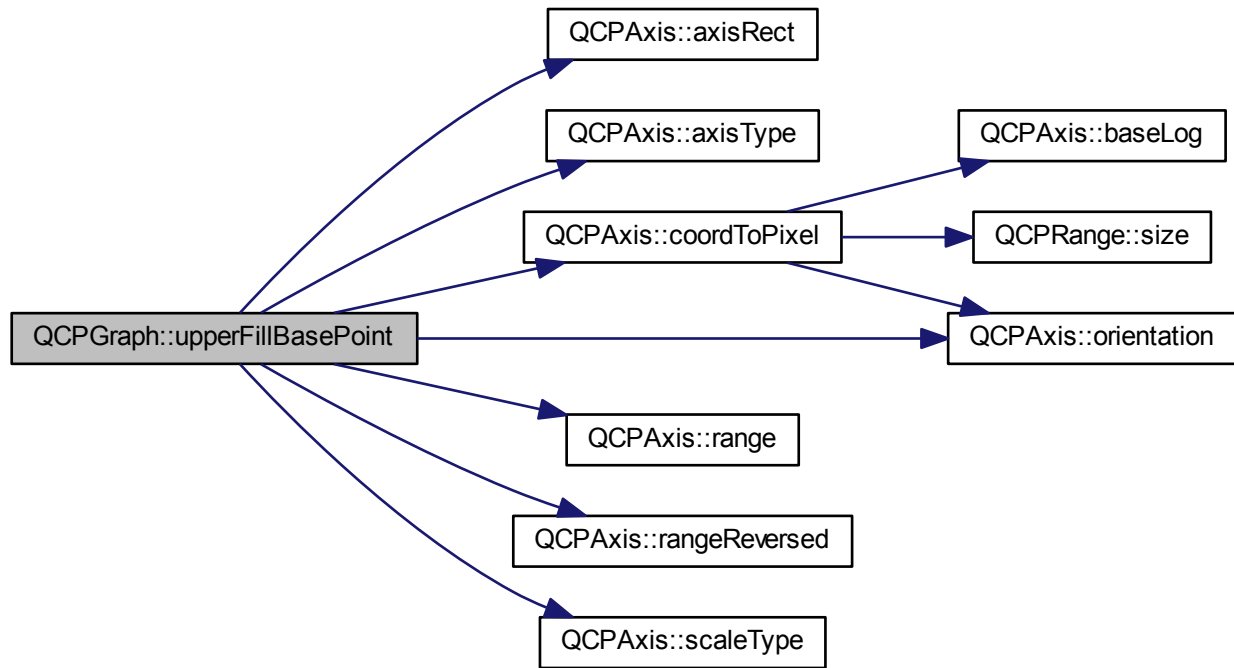 QCPAxis::axisRect
QCPAxis::axisType
QCPAxis::baseLog
QCPAxis::coordToPixel
QCPRange::size
QCPGraph::upperFillBasePoint
QCPAxis::orientation
QCPAxis::range
QCPAxis::rangeReversed
QCPAxis::scaleType